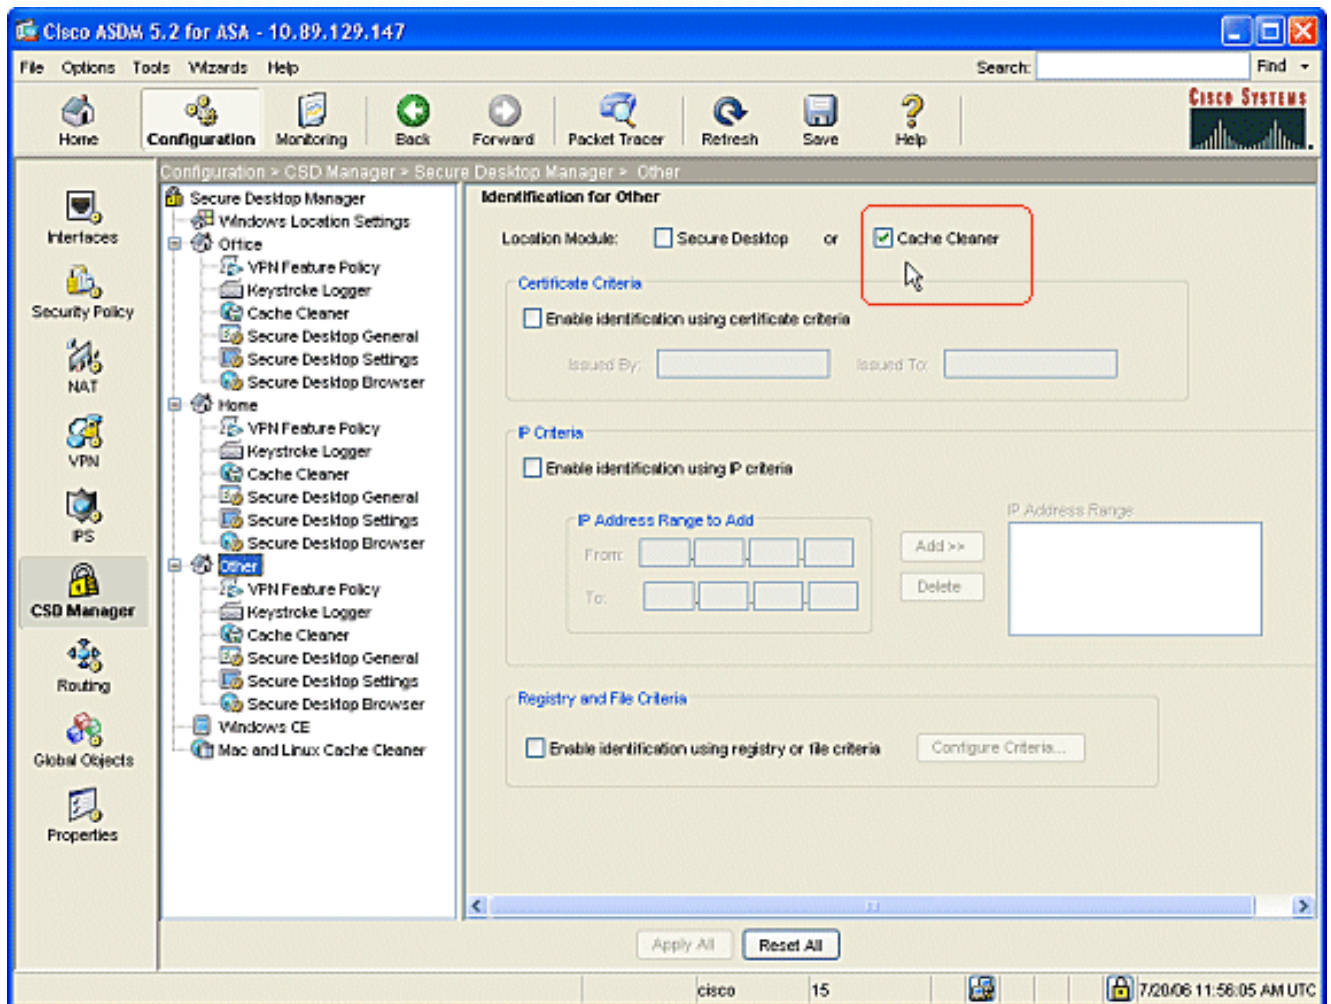 Cisco ASDM 5.2 for ASA - 10.89.129.147
File Options Tools Wizards Help Search: Find
Home Configuration Monitoring Back Forward Packet Tracer Refresh Save Help
CISCO SYSTEMS
Configuration > CSD Manager > Secure Desktop Manager > Other
Interfaces
Security Policy
NAT
VPN
IPS
CSD Manager
Routing
Global Objects
Properties
Secure Desktop Manager
Windows Location Settings
Office
VPN Feature Policy
Keystroke Logger
Cache Cleaner
Secure Desktop General
Secure Desktop Settings
Secure Desktop Browser
Home
VPN Feature Policy
Keystroke Logger
Cache Cleaner
Secure Desktop General
Secure Desktop Settings
Secure Desktop Browser
Other
VPN Feature Policy
Keystroke Logger
Cache Cleaner
Secure Desktop General
Secure Desktop Settings
Secure Desktop Browser
Windows CE
Mac and Linux Cache Cleaner
Identification for Other
Location Module: Secure Desktop or Cache Cleaner
Certificate Criteria
Enable identification using certificate criteria
Issued By: Issued To:
IP Criteria
Enable identification using IP criteria
IP Address Range to Add
From:
To:
Add >>
Delete
IP Address Range
Registry and File Criteria
Enable identification using registry or file criteria Configure Criteria...
Apply All Reset All
cisco 15 7/20/06 11:56:05 AM UTC